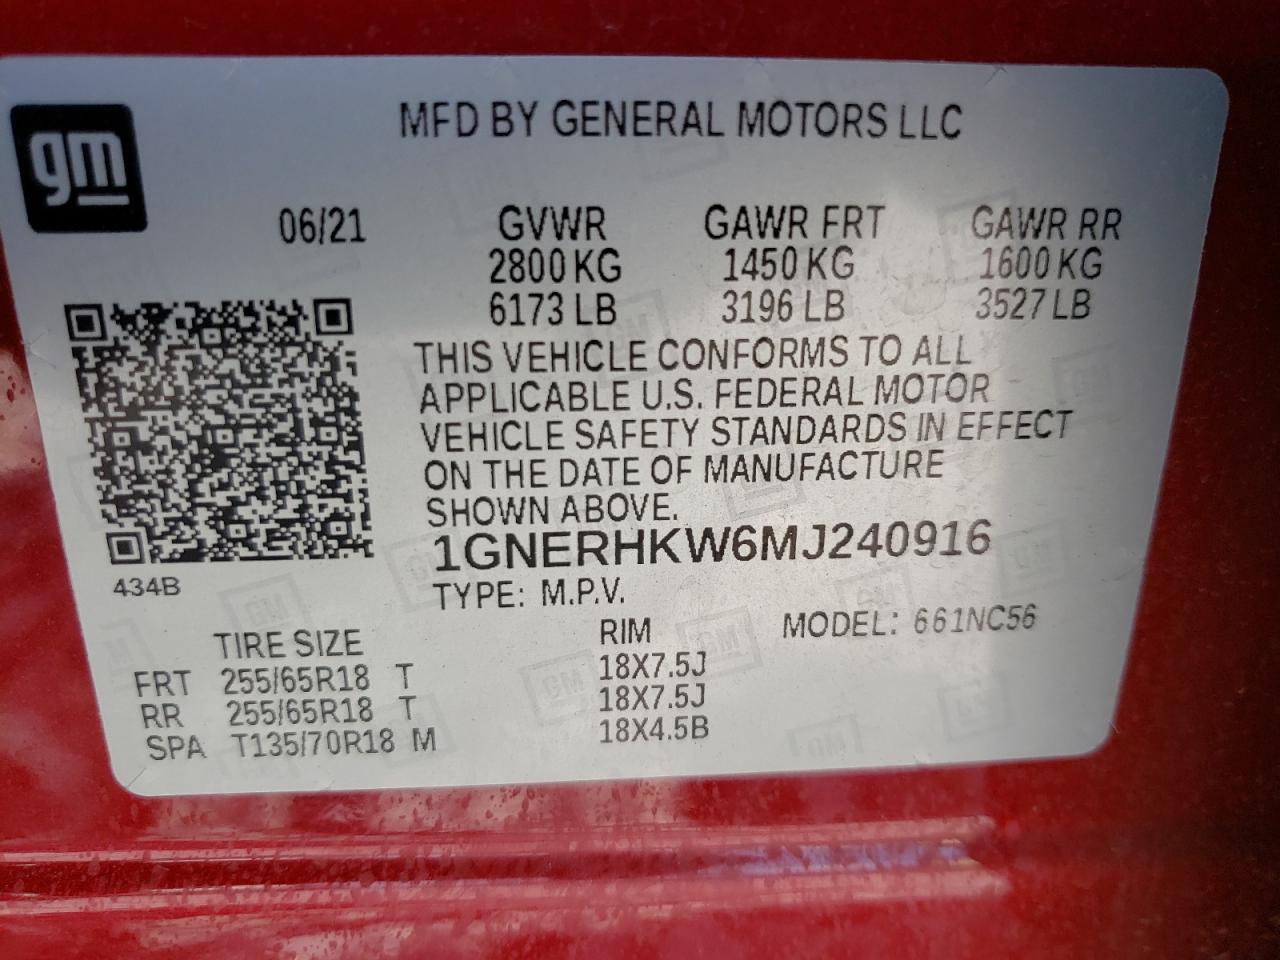 gm
MFD BY GENERAL MOTORS LLC
06/21 GVWR GAWR FRT GAWR RR
2800 KG 1450 KG 1600 KG
6173 LB 3196 LB 3527 LB
THIS VEHICLE CONFORMS TO ALL
APPLICABLE U.S. FEDERAL MOTOR
VEHICLE SAFETY STANDARDS IN EFFECT
ON THE DATE OF MANUFACTURE
SHOWN ABOVE.
1GNERHKW6MJ240916
434B
TYPE: M.P.V.
TIRE SIZE RIM MODEL: 661NC56
FRT 255/65R18 T 18X7.5J
RR 255/65R18 T 18X7.5J
SPA T135/70R18 M 18X4.5B